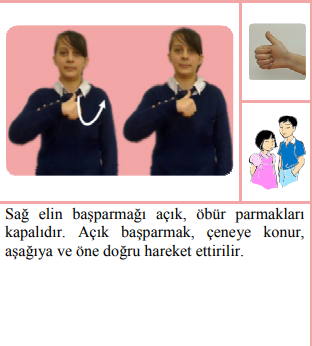 Sağ elin başparmağı açık, öbür parmakları
kapalıdır. Açık başparmak, çeneye konur,
aşağıya ve öne doğru hareket ettirilir.